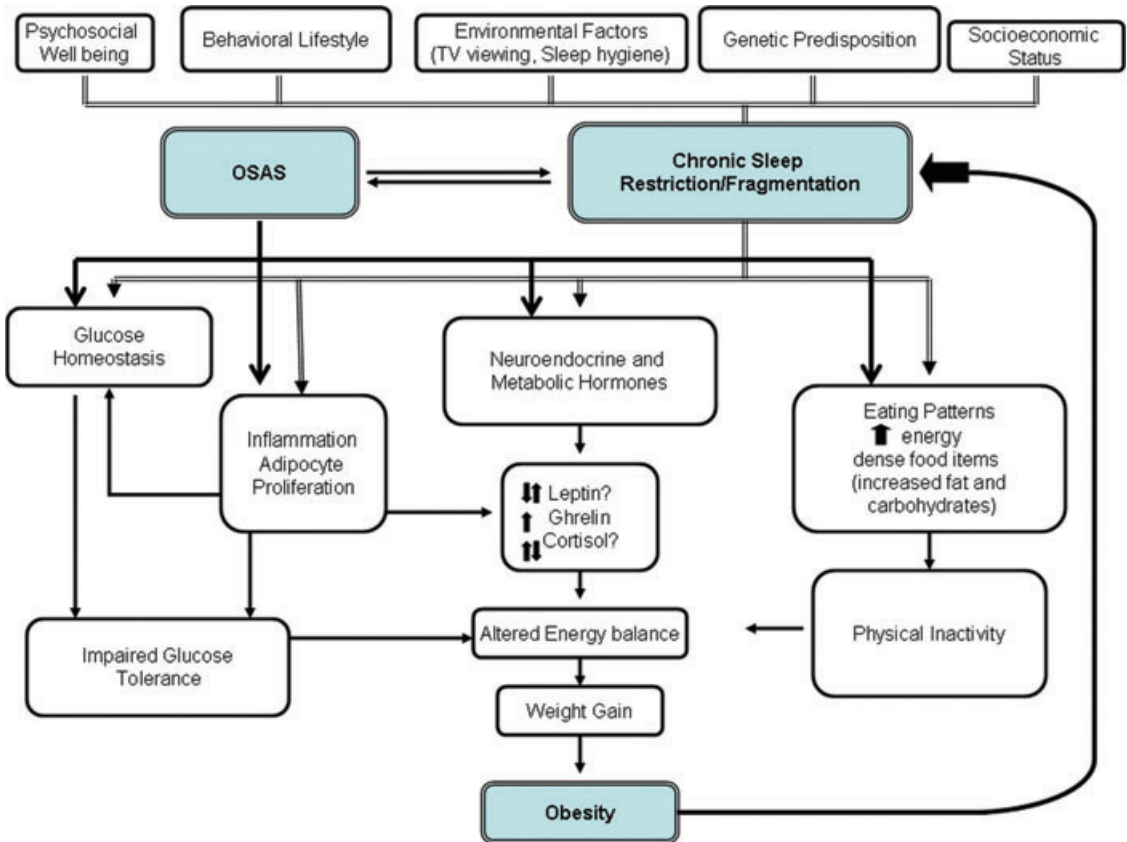 Psychosocial
Well being
Behavioral Lifestyle
Environmental Factors
(TV viewing, Sleep hygiene)
Genetic Predisposition
Socioeconomic
Status
OSAS
Chronic Sleep
Restriction/Fragmentation
Glucose
Homeostasis
Neuroendocrine and
Metabolic Hormones
Inflammation
Adipocyte
Proliferation
Eating Patterns
energy
dense food items
(increased fat and
carbohydrates)
Leptin?
Ghrelin
Cortisol?
Impaired Glucose
Tolerance
Altered Energy balance
Physical Inactivity
Weight Gain
Obesity